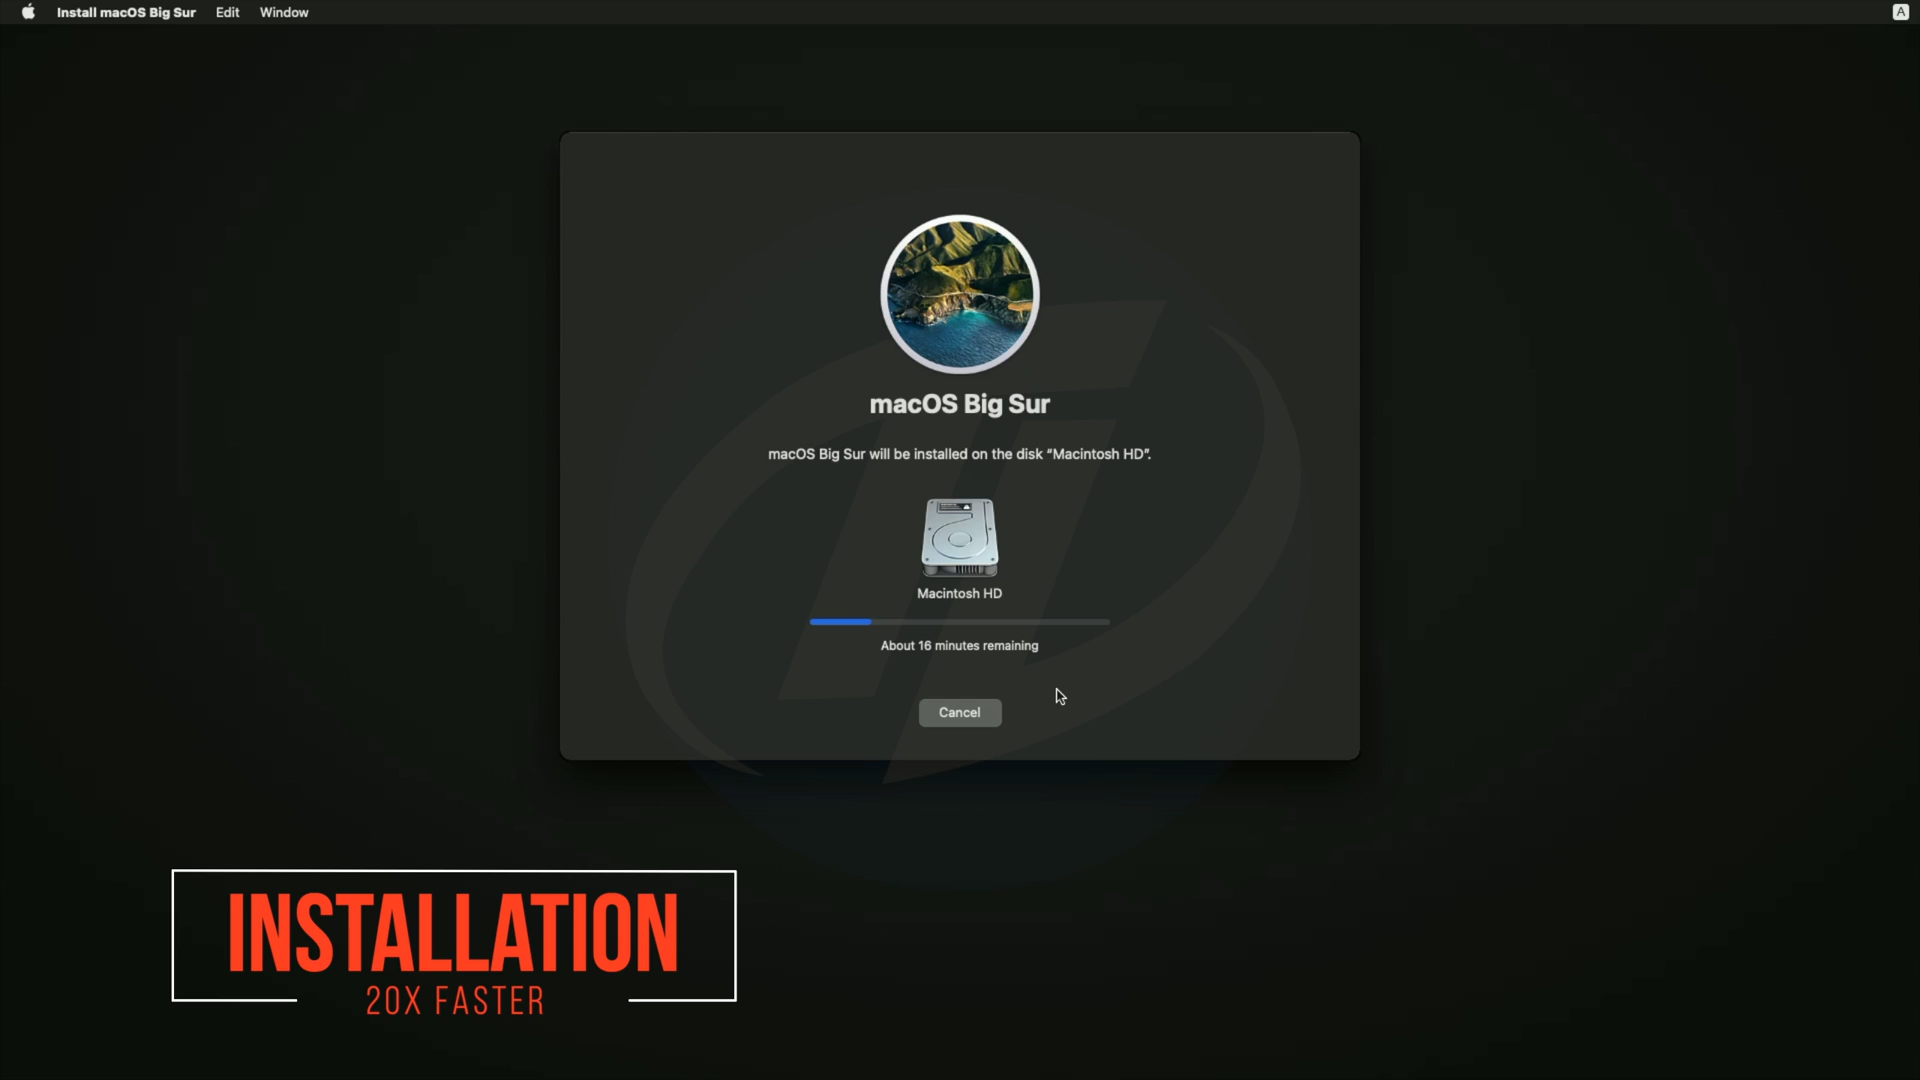 Install macOS Big Sur Edit Window A
macOS Big Sur
macOS Big Sur will be installed on the disk “Macintosh HD”.
Macintosh HD
About 16 minutes remaining
Cancel
INSTALLATION
20X FASTER